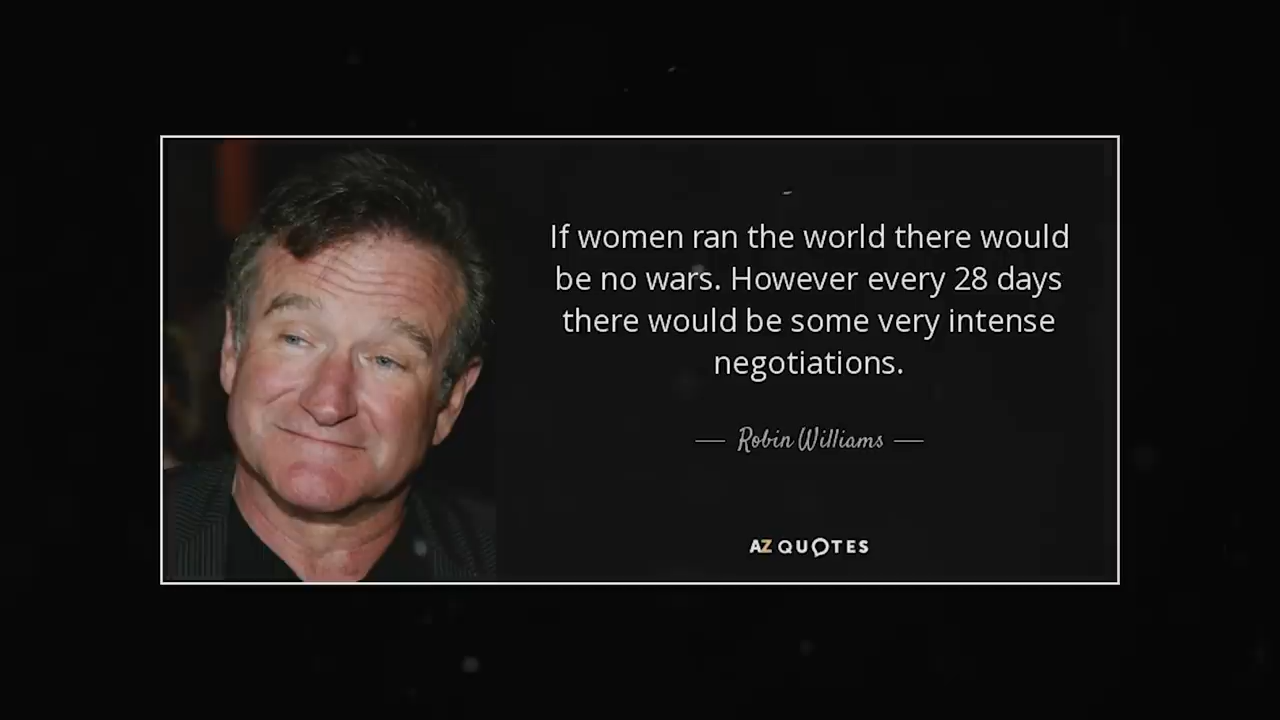 If women ran the world there would
be no wars. However every 28 days
there would be some very intense
negotiations.
Robin Williams
AZ QUOTES